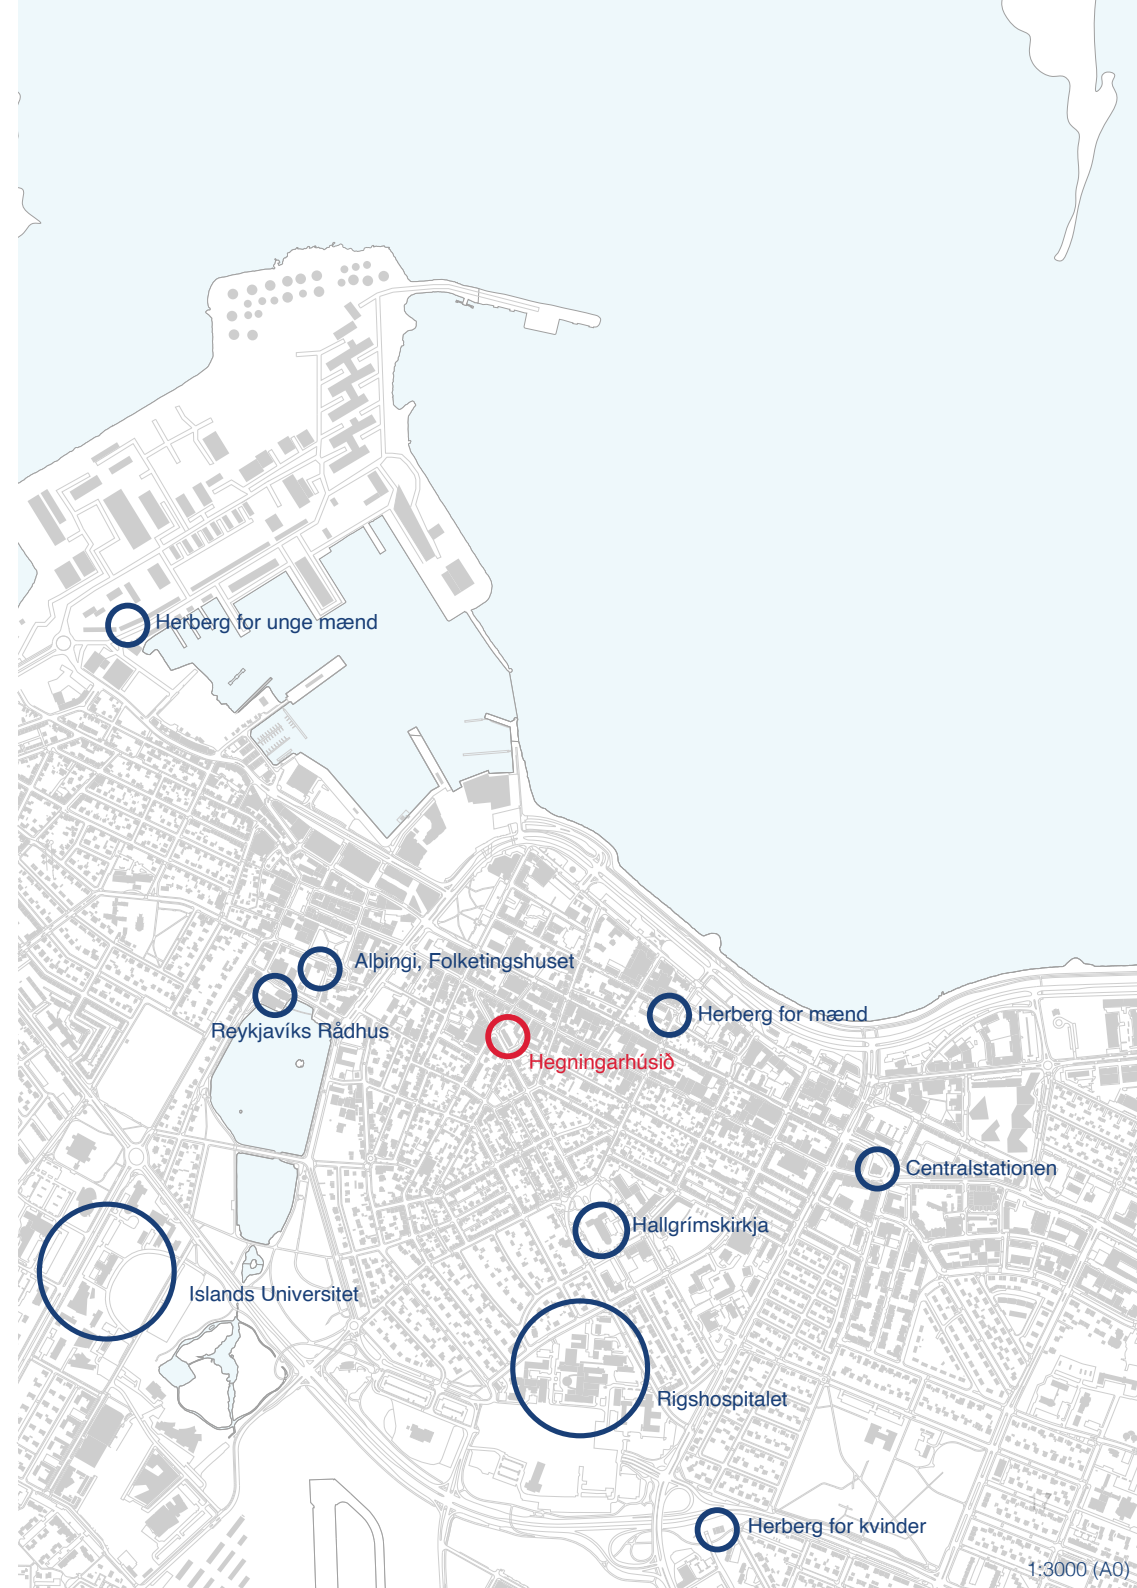 Herberg for unge mænd
Alþingi, Folketingshuset
Herberg for mænd
Reykjavíks Rådhus
Hegningarhúsið
Centralstationen
Hallgrímskirkja
Islands Universitet
Rigshospitalet
Herberg for kvinder
1:3000 (A0)